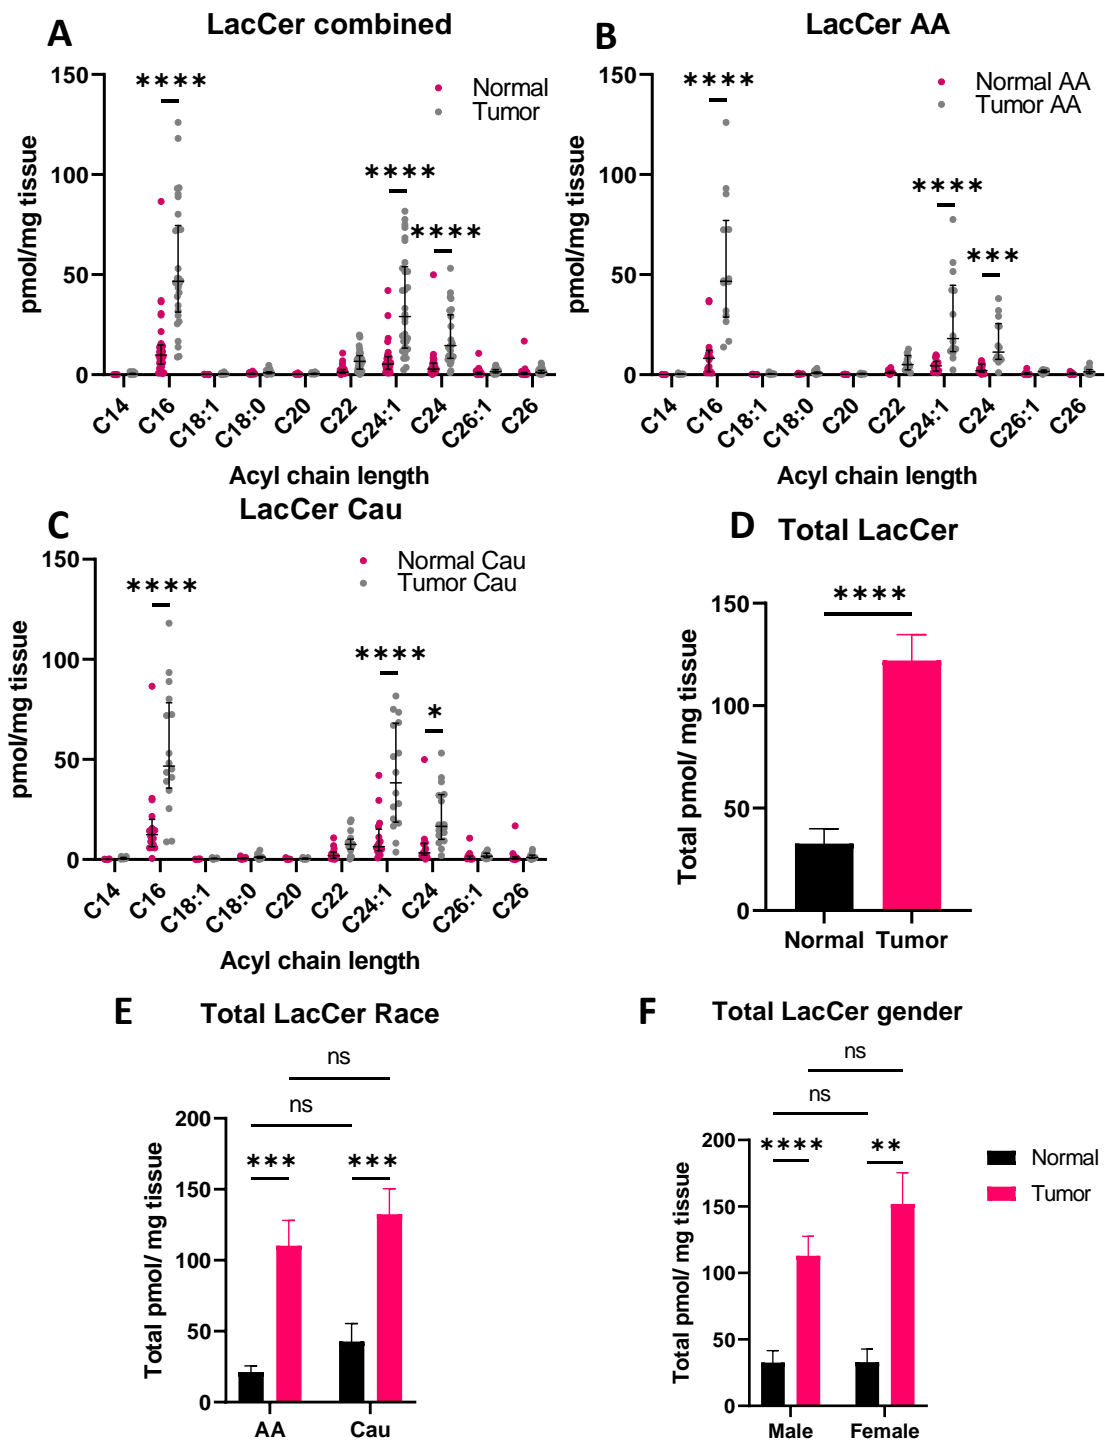 A
LacCer combined
pmol/mg tissue
150
100
50
0
****
****
****
Normal
Tumor
C14
C16
C18:1
C18:0
C20
C22
C24:1
C24
C26:1
C26
Acyl chain length
B
LacCer AA
pmol/mg tissue
150
100
50
0
****
****
***
Normal AA
Tumor AA
C14
C16
C18:1
C18:0
C20
C22
C24:1
C24
C26:1
C26
Acyl chain length
C
LacCer Cau
pmol/mg tissue
150
100
50
0
****
****
*
Normal Cau
Tumor Cau
C14
C16
C18:1
C18:0
C20
C22
C24:1
C24
C26:1
C26
Acyl chain length
D
Total LacCer
Total pmol/ mg tissue
150
100
50
0
****
Normal
Tumor
E
Total LacCer Race
Total pmol/ mg tissue
ns
ns
200
150
100
50
0
***
***
AA
Cau
F
Total LacCer gender
Total pmol/ mg tissue
ns
ns
200
150
100
50
0
****
**
Male
Female
Normal
Tumor